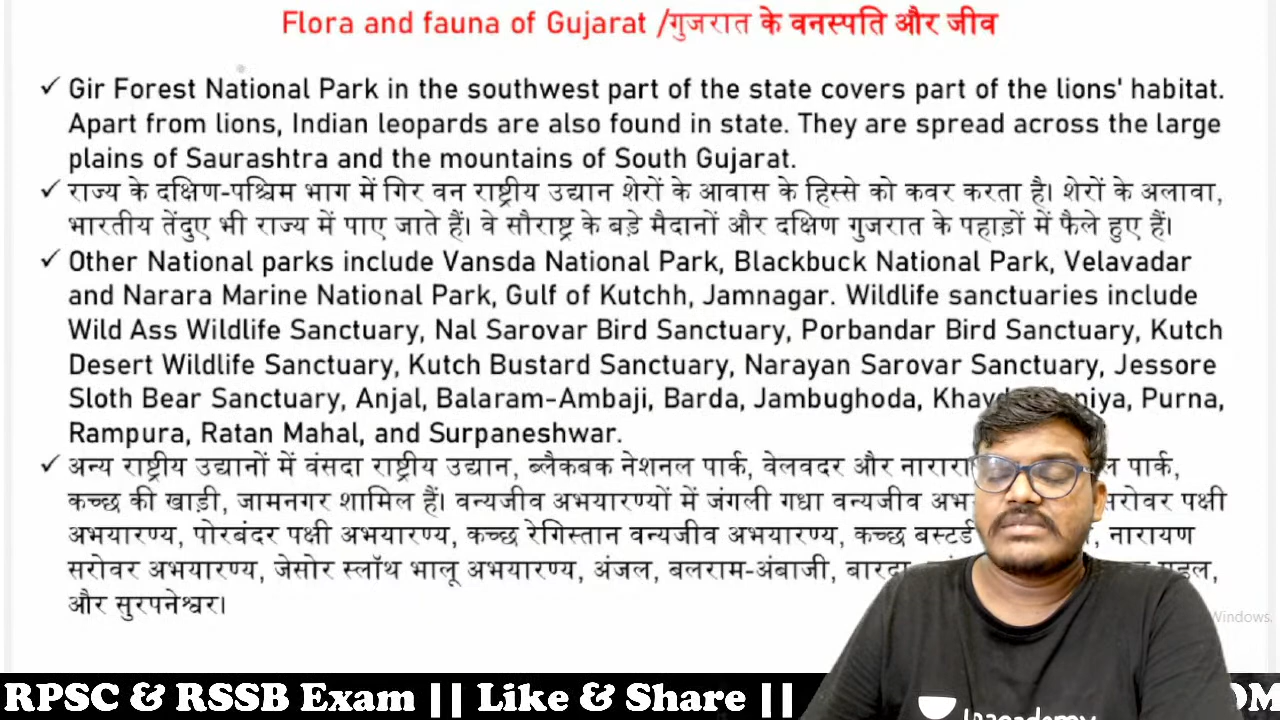 Flora and fauna of Gujarat /गुजरात के वनस्पति और जीव
✓ Gir Forest National Park in the southwest part of the state covers part of the lions' habitat.
Apart from lions, Indian leopards are also found in state. They are spread across the large
plains of Saurashtra and the mountains of South Gujarat.
✓ राज्य के दक्षिण-पश्चिम भाग में गिर वन राष्ट्रीय उद्यान शेरों के आवास के हिस्से को कवर करता है। शेरों के अलावा,
भारतीय तेंदुए भी राज्य में पाए जाते हैं। वे सौराष्ट्र के बड़े मैदानों और दक्षिण गुजरात के पहाड़ों में फैले हुए हैं।
✓ Other National parks include Vansda National Park, Blackbuck National Park, Velavadar
and Narara Marine National Park, Gulf of Kutchh, Jamnagar. Wildlife sanctuaries include
Wild Ass Wildlife Sanctuary, Nal Sarovar Bird Sanctuary, Porbandar Bird Sanctuary, Kutch
Desert Wildlife Sanctuary, Kutch Bustard Sanctuary, Narayan Sarovar Sanctuary, Jessore
Sloth Bear Sanctuary, Anjal, Balaram-Ambaji, Barda, Jambughoda, Purna,
Rampura, Ratan Mahal, and Surpaneshwar.
✓ अन्य राष्ट्रीय उद्यानों में वंसदा राष्ट्रीय उद्यान, ब्लैकबक नेशनल पार्क, वेलवदर और पार्क,
कच्छ की खाड़ी, जामनगर शामिल हैं। वन्यजीव अभयारण्यों में जंगली गधा वन्यजीव सरोवर पक्षी
अभयारण्य, पोरबंदर पक्षी अभयारण्य, कच्छ रेगिस्तान वन्यजीव अभयारण्य, कच्छ बस्टर्ड नारायण
सरोवर अभयारण्य, जेसोर स्लॉथ भालू अभयारण्य, अंजल, बलराम-अंबाजी,
और सुरपनेश्वर।
Windows.
RPSC & RSSB Exam || Like & Share ||